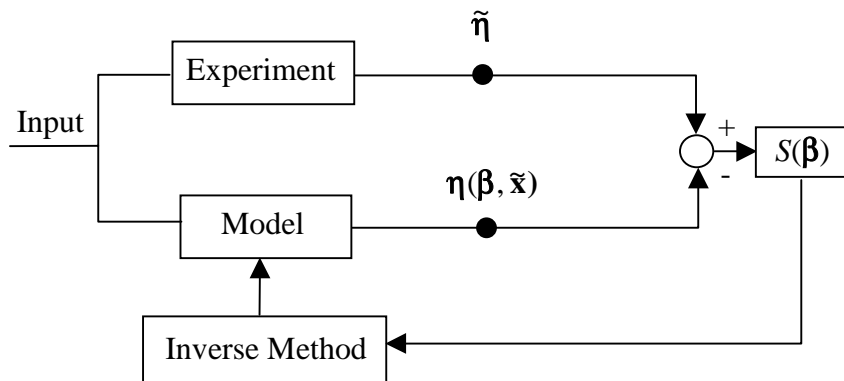 η̃
Experiment
Input
+
S(β)
-
η(β, x̃)
Model
Inverse Method